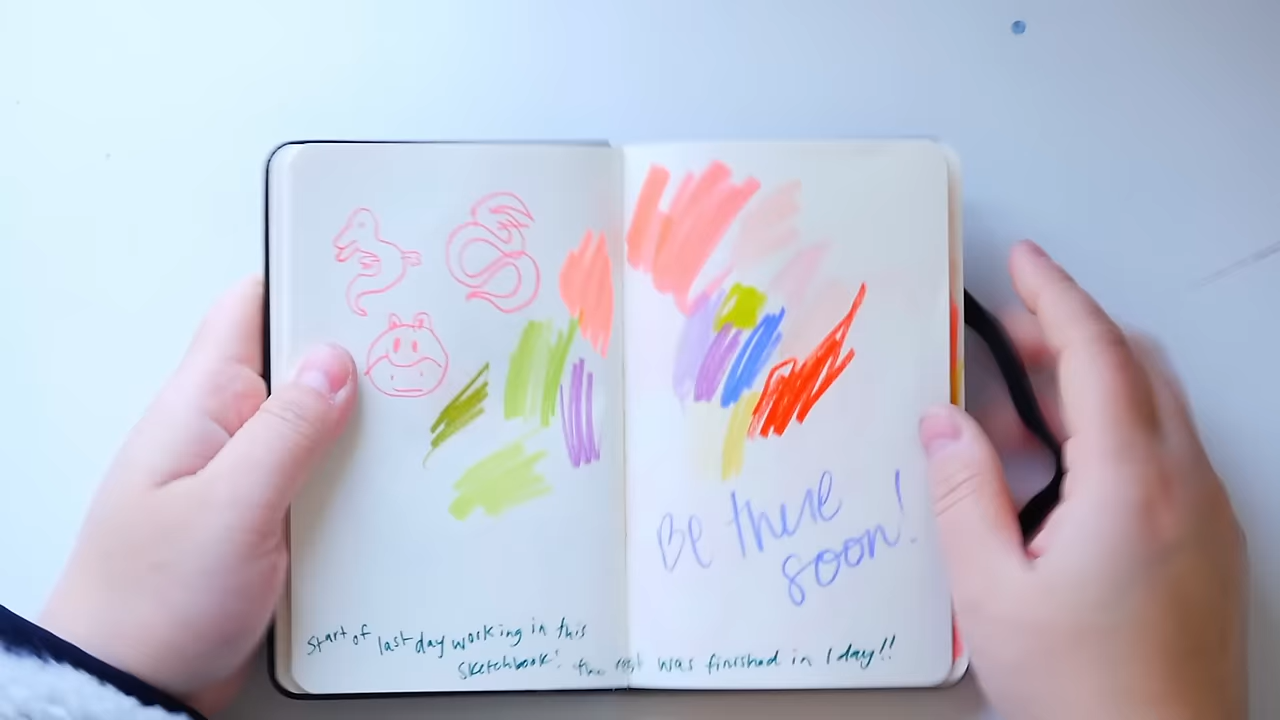 Be there
soon!
Start of last day working in this
sketchbook! the rest was finished in 1 day!!